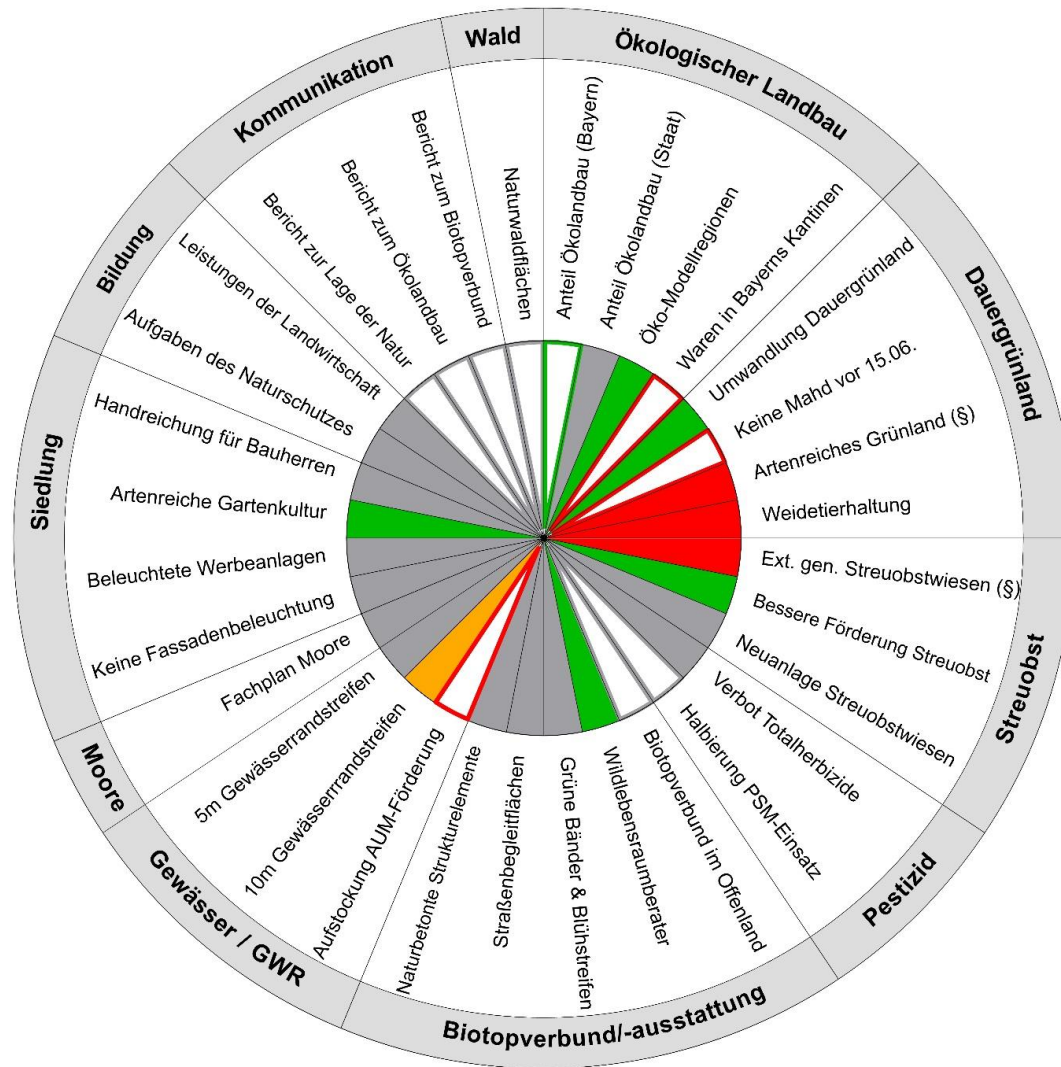 Wald
Ökologischer Landbau
Dauergrünland
Streuobst
Pestizid
Biotopverbund/-ausstattung
Gewässer / GWR
Moore
Siedlung
Bildung
Kommunikation
Naturwaldflächen
Anteil Ökolandbau (Bayern)
Anteil Ökolandbau (Staat)
Öko-Modellregionen
Waren in Bayerns Kantinen
Umwandlung Dauergrünland
Keine Mahd vor 15.06.
Artenreiches Grünland (§)
Weidetierhaltung
Ext. gen. Streuobstwiesen (§)
Bessere Förderung Streuobst
Neuanlage Streuobstwiesen
Verbot Totalherbizide
Halbierung PSM-Einsatz
Biotopverbund im Offenland
Wildlebensraumberater
Grüne Bänder & Blühstreifen
Straßenbegleitflächen
Naturbetonte Strukturelemente
Aufstockung AUM-Förderung
10m Gewässerrandstreifen
5m Gewässerrandstreifen
Fachplan Moore
Keine Fassadenbeleuchtung
Beleuchtete Werbeanlagen
Artenreiche Gartenkultur
Handreichung für Bauherren
Aufgaben des Naturschutzes
Leistungen der Landwirtschaft
Bericht zur Lage der Natur
Bericht zum Ökolandbau
Bericht zum Biotopverbund